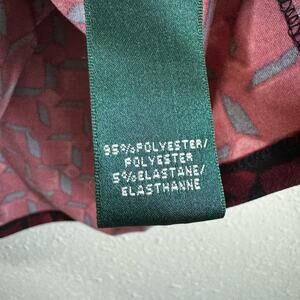 95%POLYESTER/
POLYESTER
5%ELASTANE/
ELASTHANNE